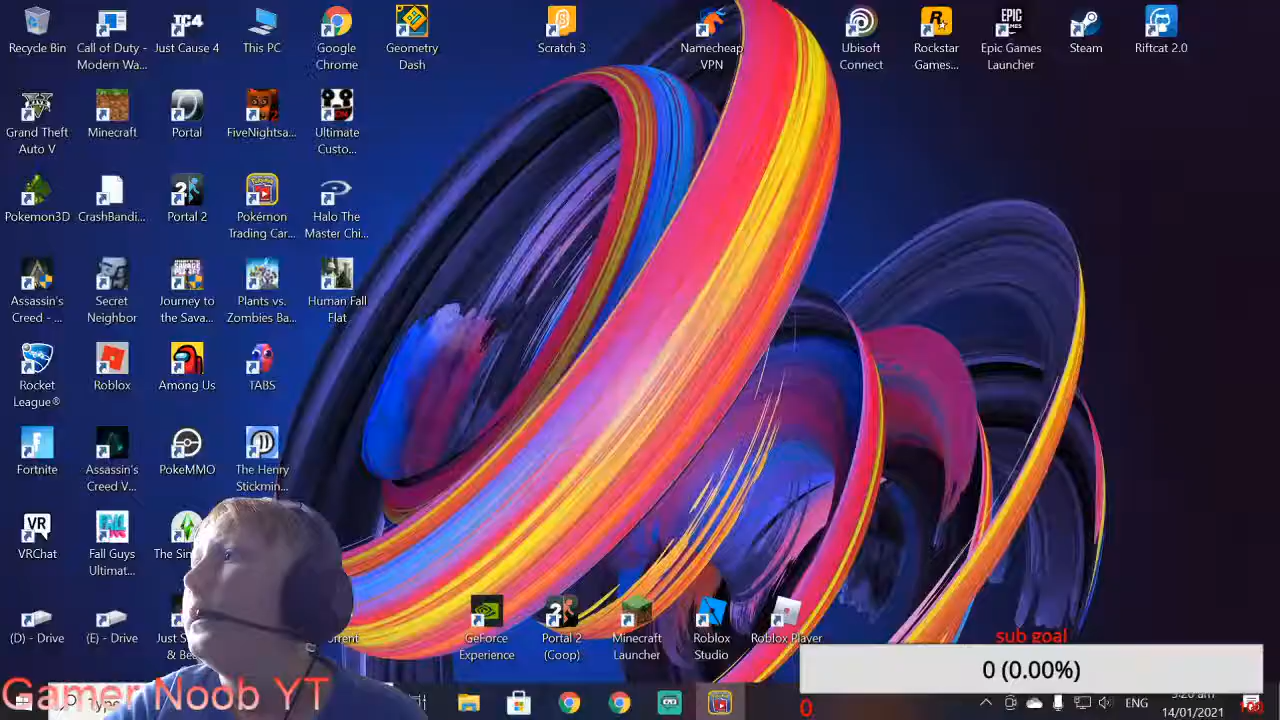 Recycle Bin
Call of Duty - Modern Wa...
Just Cause 4
This PC
Google Chrome
Geometry Dash
Scratch 3
Namecheap VPN
Ubisoft Connect
Rockstar Games...
Epic Games Launcher
Steam
Riftcat 2.0
Grand Theft Auto V
Minecraft
Portal
FiveNightsa...
Ultimate Custo...
Pokemon3D
CrashBandi...
Portal 2
Pokémon Trading Car...
Halo The Master Chi...
Assassin's Creed - ...
Secret Neighbor
Journey to the Sava...
Plants vs. Zombies Ba...
Human Fall Flat
Rocket League®
Roblox
Among Us
TABS
Fortnite
Assassin's Creed V...
PokeMMO
The Henry Stickmin...
VRChat
Fall Guys Ultimat...
The Si
(D) - Drive
(E) - Drive
Just S
& Be
GeForce Experience
Portal 2 (Coop)
Minecraft Launcher
Roblox Studio
Roblox Player
sub goal
0 (0.00%)
0
100
Gamer Noob YT
ENG
14/01/2021